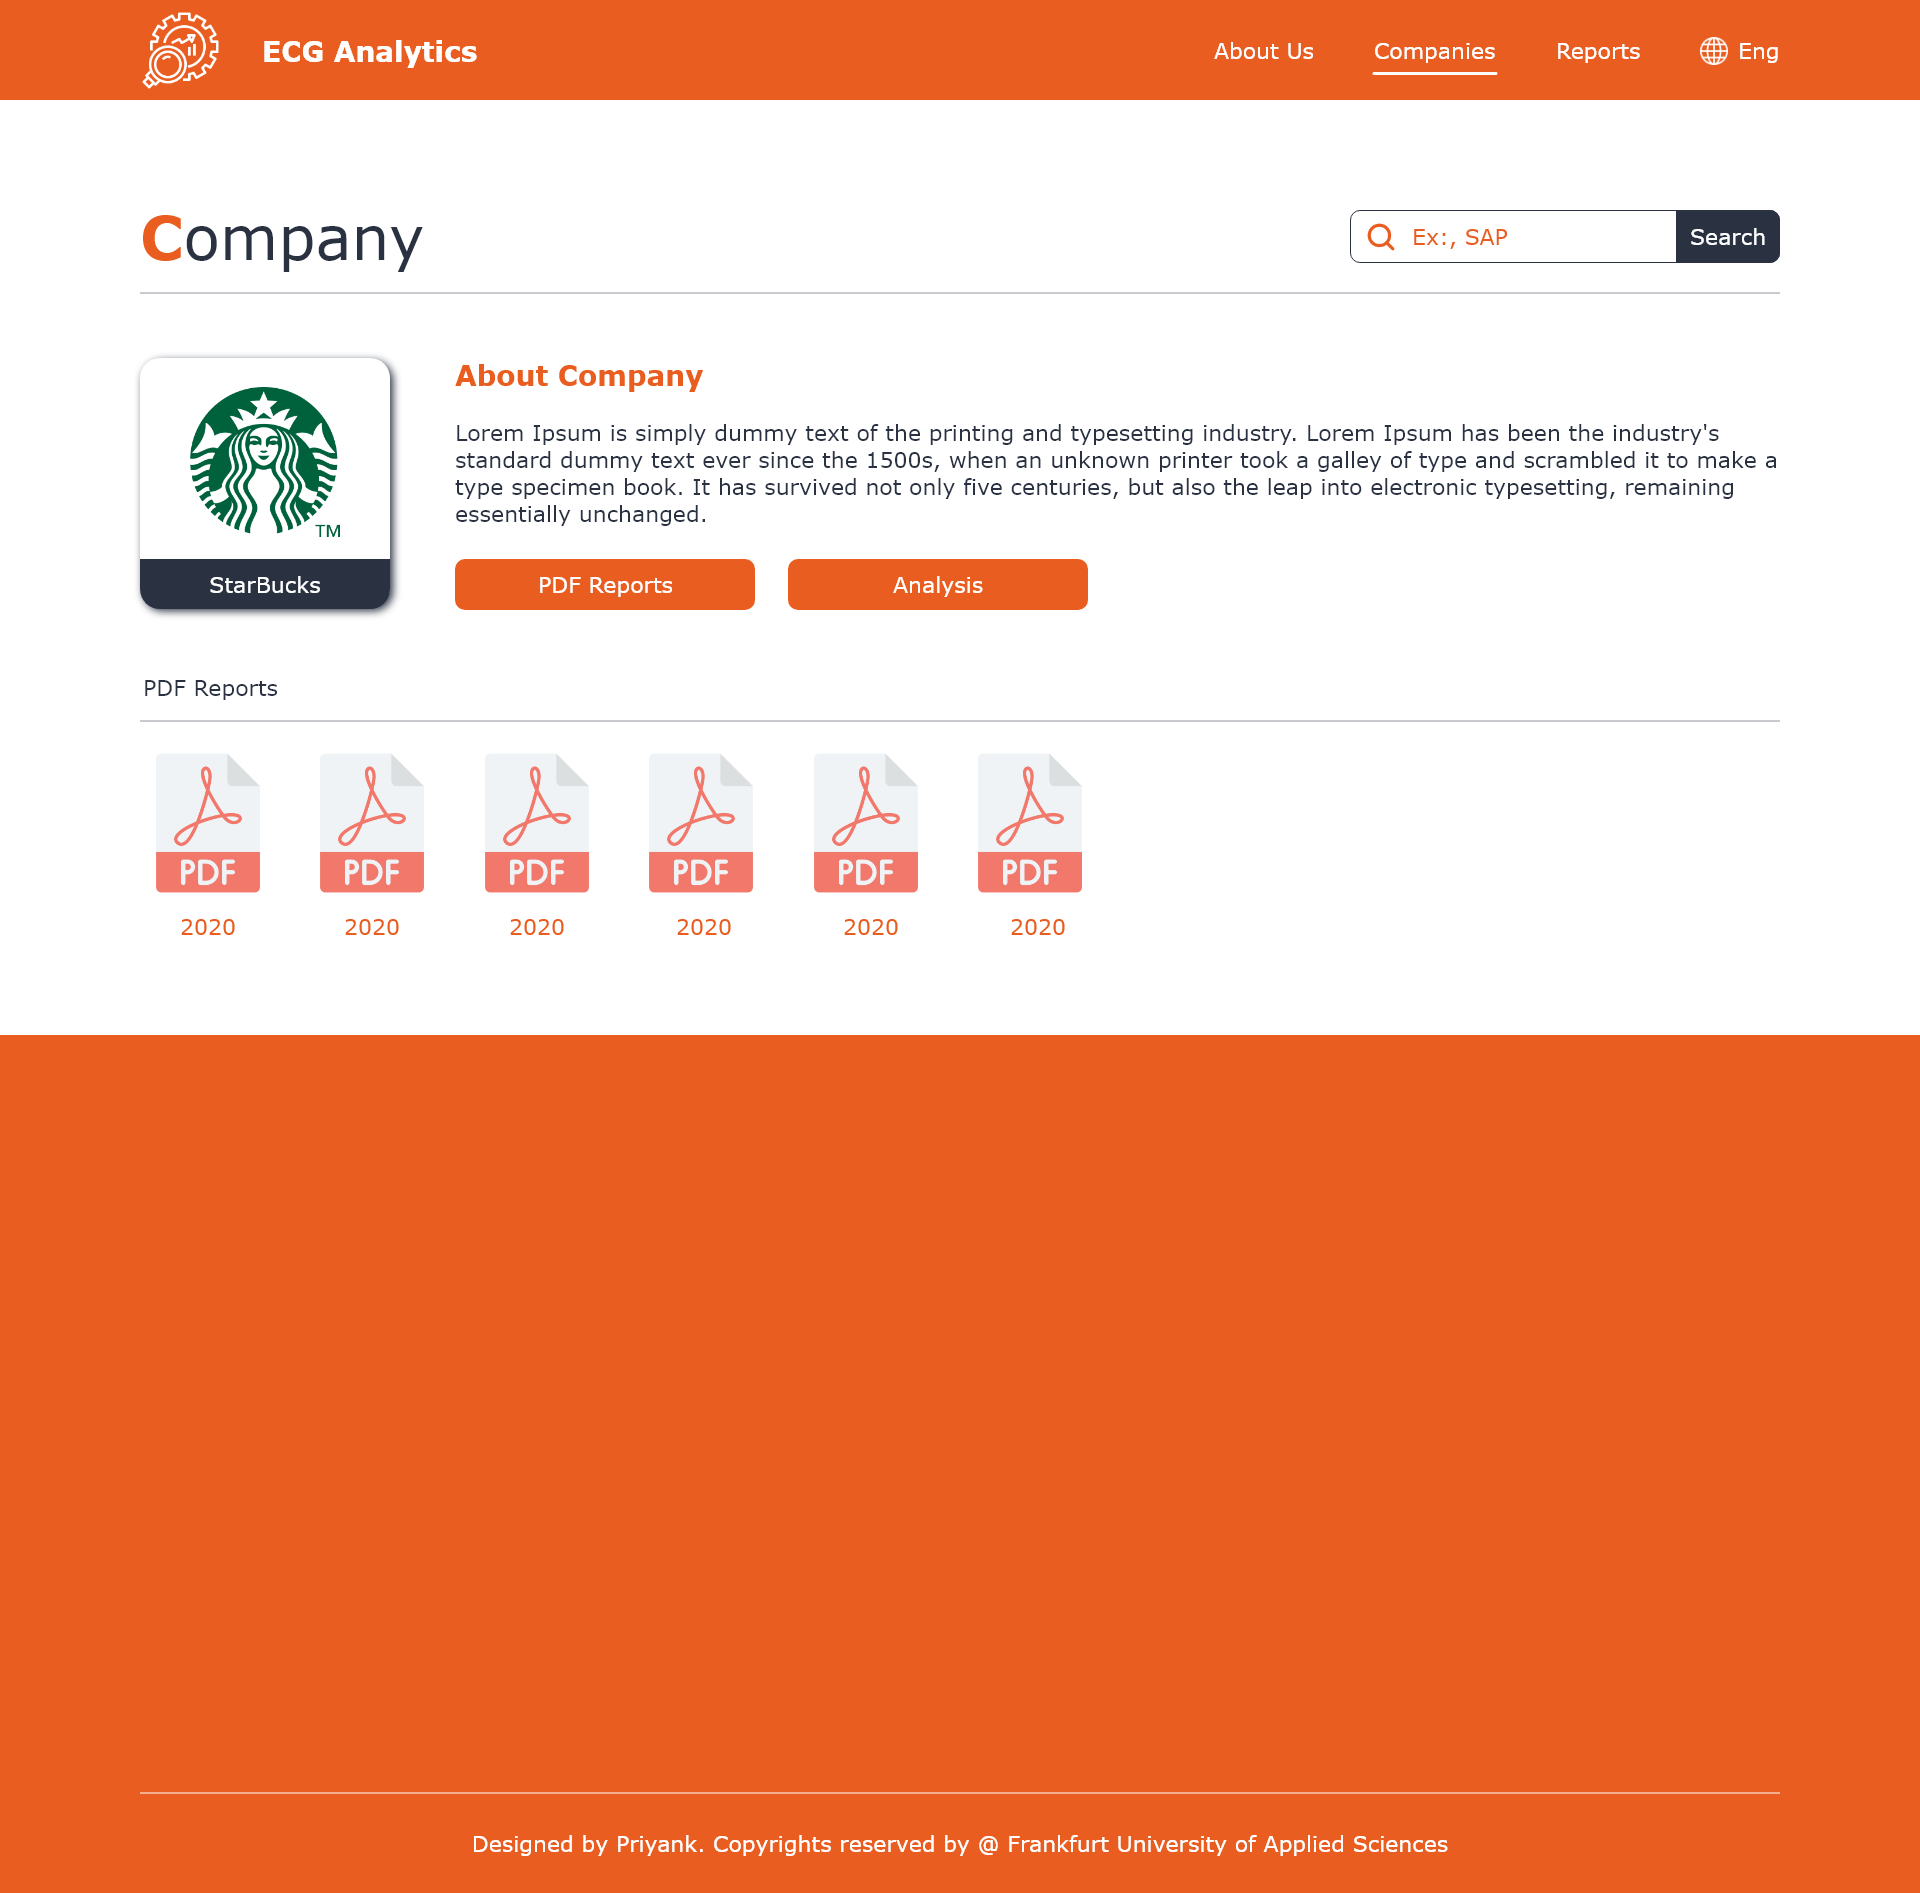 ECG Analytics
About Us
Companies
Reports
Eng
Company
Ex:, SAP
Search
TM
StarBucks
About Company
Lorem Ipsum is simply dummy text of the printing and typesetting industry. Lorem Ipsum has been the industry's
standard dummy text ever since the 1500s, when an unknown printer took a galley of type and scrambled it to make a
type specimen book. It has survived not only five centuries, but also the leap into electronic typesetting, remaining
essentially unchanged.
PDF Reports
Analysis
PDF Reports
PDF
PDF
PDF
PDF
PDF
PDF
2020
2020
2020
2020
2020
2020
Designed by Priyank. Copyrights reserved by @ Frankfurt University of Applied Sciences